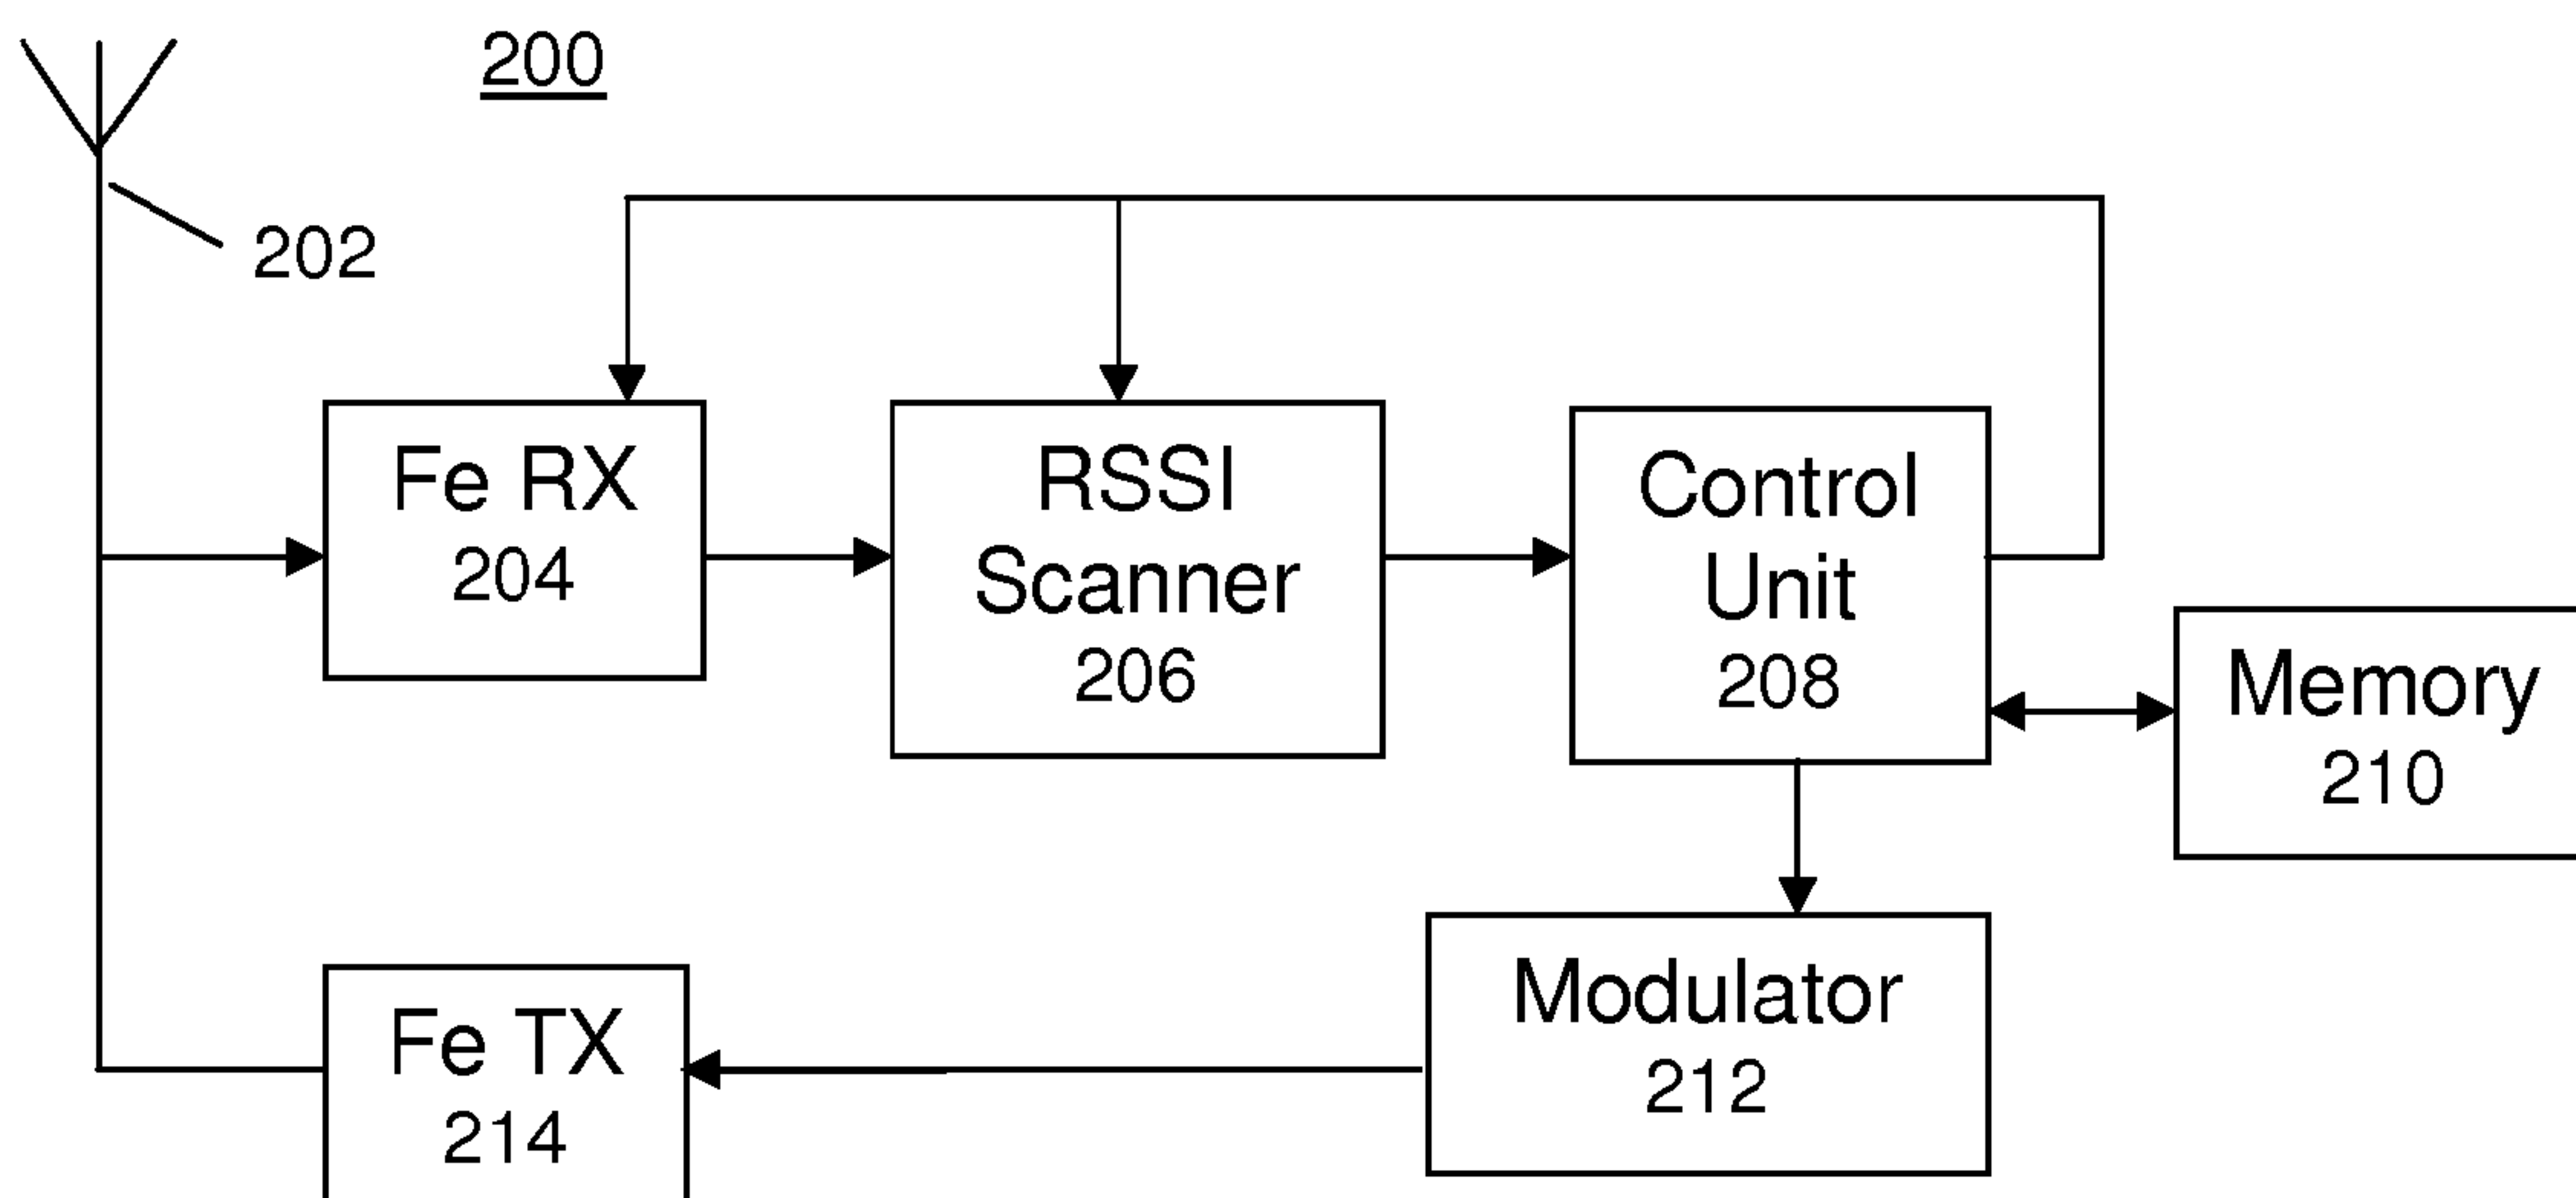 200
202
Fe RX
204
RSSI
Scanner
206
Control
Unit
208
Memory
210
Modulator
212
Fe TX
214